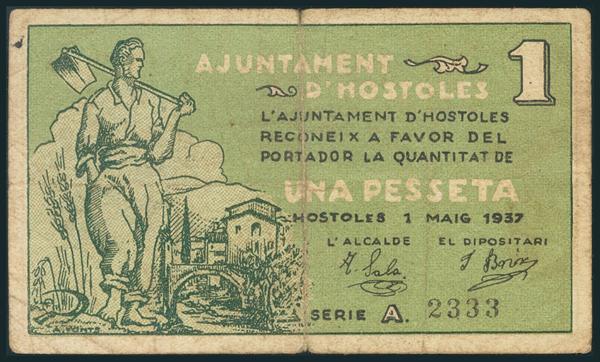 AJUNTAMENT
D'HOSTOLES
1
L'AJUNTAMENT D'HOSTOLES
RECONEIX A FAVOR DEL
PORTADOR LA QUANTITAT DE
UNA PESSETA
HOSTOLES 1 MAIG 1937
L'ALCALDE EL DIPOSITARI
SERIE A. 2333